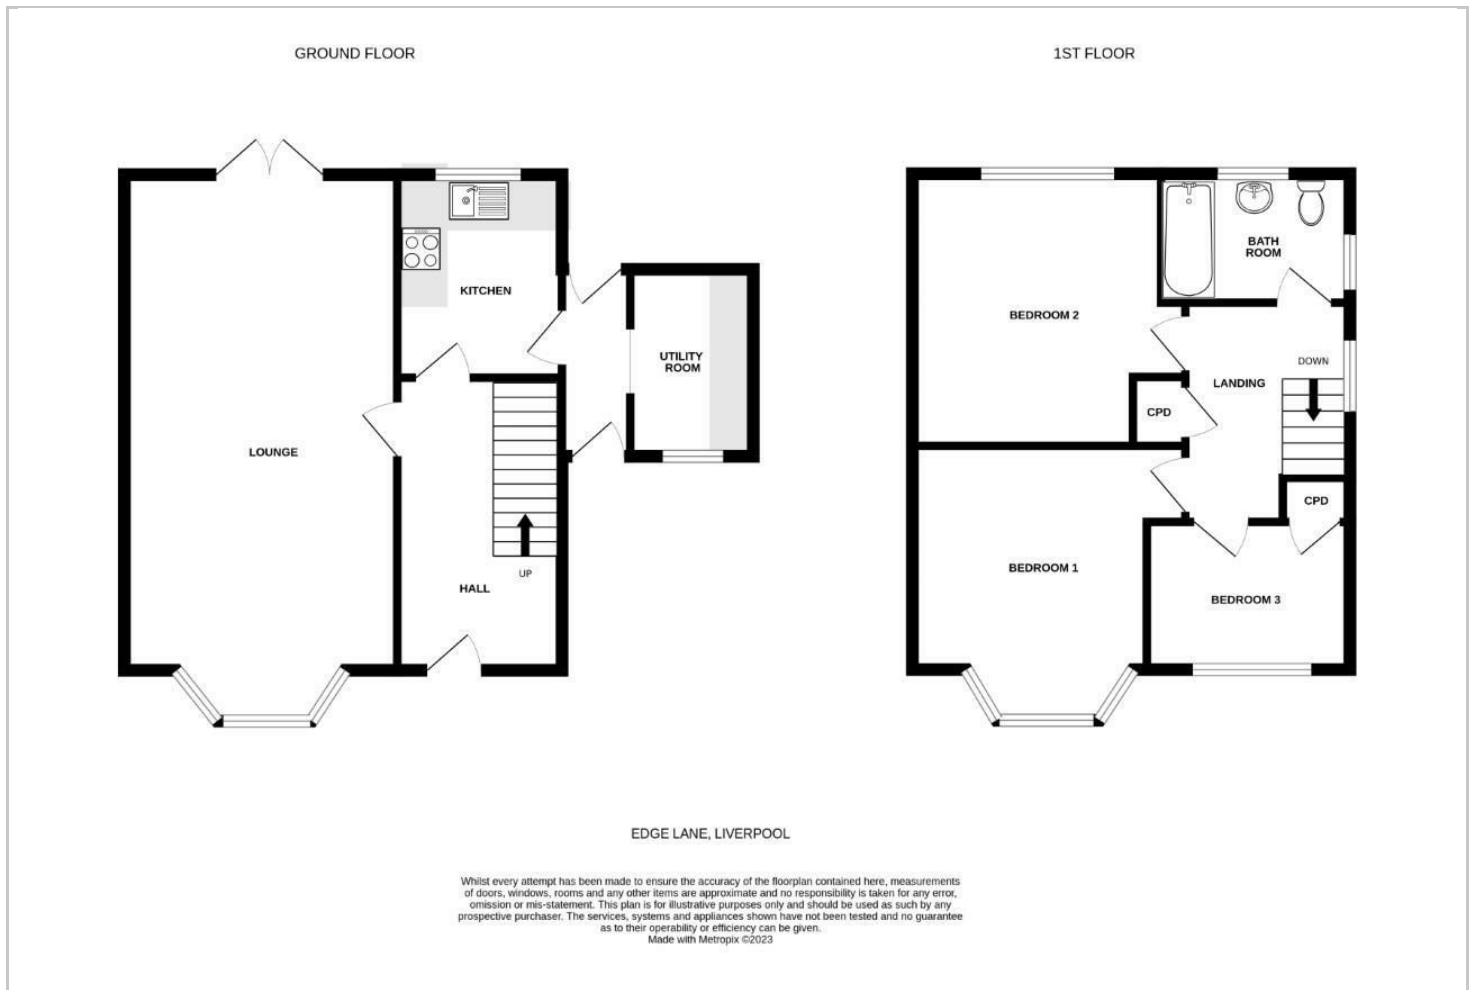 GROUND FLOOR
LOUNGE
KITCHEN
UTILITY
ROOM
HALL
UP
1ST FLOOR
BEDROOM 2
BATH
ROOM
DOWN
LANDING
CPD
CPD
BEDROOM 1
BEDROOM 3
EDGE LANE, LIVERPOOL
Whilst every attempt has been made to ensure the accuracy of the floorplan contained here, measurements
of doors, windows, rooms and any other items are approximate and no responsibility is taken for any error,
omission or mis-statement. This plan is for illustrative purposes only and should be used as such by any
prospective purchaser. The services, systems and appliances shown have not been tested and no guarantee
as to their operability or efficiency can be given.
Made with Metropix ©2023